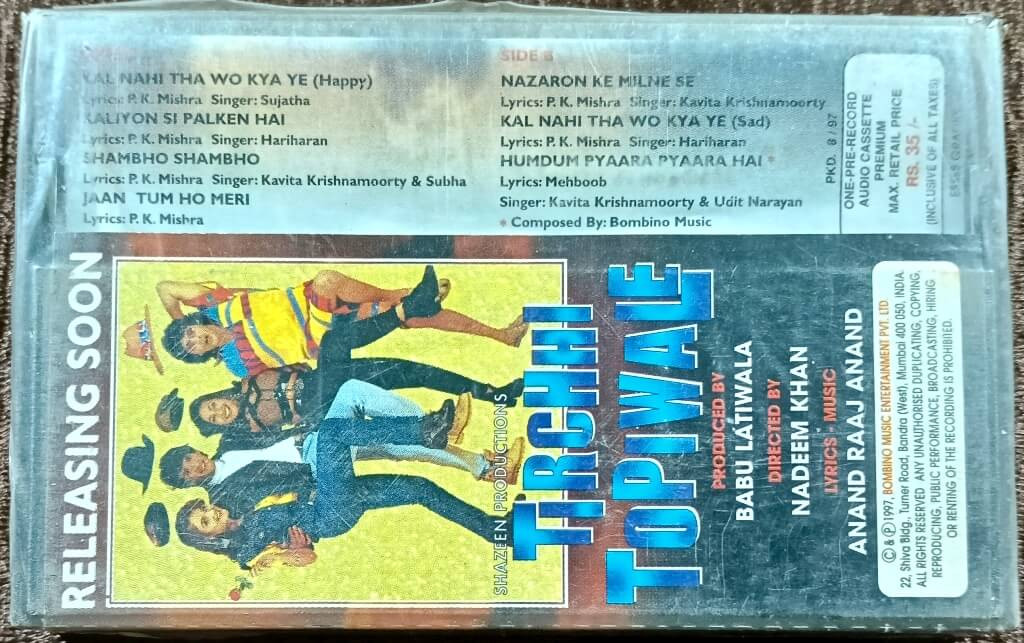 KAL NAHI THA WO KYA YE (Happy)
Lyrics: P. K. Mishra Singer: Sujatha
KALIYON SI PALKEN HAI
Lyrics: P. K. Mishra Singer: Hariharan
SHAMBHO SHAMBHO
Lyrics: P. K. Mishra Singer: Kavita Krishnamoorty & Subha
JAAN TUM HO MERI
Lyrics: P. K. Mishra
SIDE B
NAZARON KE MILNE SE
Lyrics: P. K. Mishra Singer: Kavita Krishnamoorty
KAL NAHI THA WO KYA YE (Sad)
Lyrics: P. K. Mishra Singer: Hariharan
HUMDUM PYAARA PYAARA HAI *
Lyrics: Mehboob
Singer: Kavita Krishnamoorty & Udit Narayan
* Composed By: Bombino Music
PKD. 8 / 97
ONE-PRE-RECORD
AUDIO CASSETTE
PREMIUM
MAX. RETAIL PRICE
RS. 35 /-
(INCLUSIVE OF ALL TAXES)
RELEASING SOON
SHAZEEN PRODUCTIONS
TIRCHHI
TOPIWALE
PRODUCED BY
BABU LATIWALA
DIRECTED BY
NADEEM KHAN
LYRICS * MUSIC
ANAND RAAJ ANAND
© & ℗ 1997, BOMBINO MUSIC ENTERTAINMENT PVT. LTD
22, Shiva Bldg., Turner Road, Bandra (West), Mumbai 400 050, INDIA.
ALL RIGHTS RESERVED. ANY UNAUTHORISED DUPLICATING, COPYING,
REPRODUCING, PUBLIC PERFORMANCE, BROADCASTING, HIRING
OR RENTING OF THE RECORDING IS PROHIBITED.